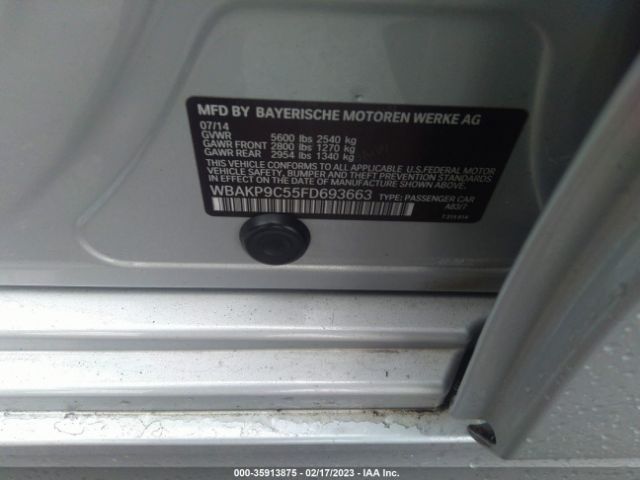 MFD BY BAYERISCHE MOTOREN WERKE AG
07/14
GVWR 5600 lbs 2540 kg
GAWR FRONT 2800 lbs 1270 kg
GAWR REAR 2954 lbs 1340 kg
THIS VEHICLE CONFORMS TO ALL APPLICABLE U.S.FEDERAL MOTOR
VEHICLE SAFETY, BUMPER AND THEFT PREVENTION STANDARDS
IN EFFECT ON THE DATE OF MANUFACTURE SHOWN ABOVE.
WBAKP9C55FD693663 TYPE: PASSENGER CAR
A83/7
000-35913875 - 02/17/2023 - IAA Inc.